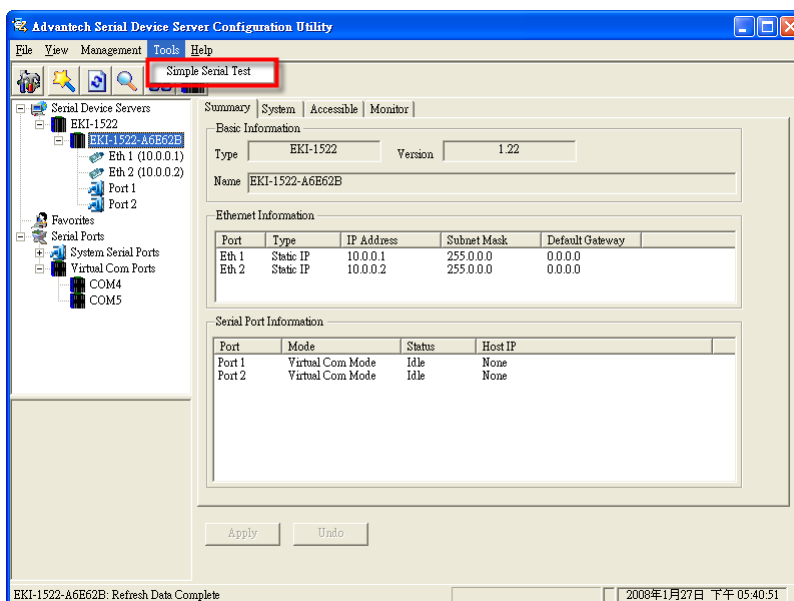 Advantech Serial Device Server Configuration Utility
File View Management Tools Help
Simple Serial Test
Serial Device Servers
EKI-1522
EKI-1522-A6E62B
Eth 1 (10.0.0.1)
Eth 2 (10.0.0.2)
Port 1
Port 2
Favorites
Serial Ports
System Serial Ports
Virtual Com Ports
COM4
COM5
Summary System Accessible Monitor
Basic Information
Type EKI-1522 Version 1.22
Name EKI-1522-A6E62B
Ethernet Information
Port Type IP Address Subnet Mask Default Gateway
Eth 1 Static IP 10.0.0.1 255.0.0.0 0.0.0.0
Eth 2 Static IP 10.0.0.2 255.0.0.0 0.0.0.0
Serial Port Information
Port Mode Status Host IP
Port 1 Virtual Com Mode Idle None
Port 2 Virtual Com Mode Idle None
Apply Undo
EKI-1522-A6E62B: Refresh Data Complete
2008年1月27日 下午 05:40:51